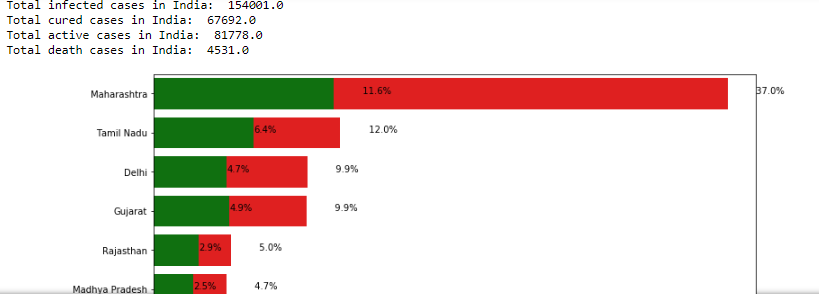 Total infected cases in India:  154001.0
Total cured cases in India:  67692.0
Total active cases in India:  81778.0
Total death cases in India:  4531.0
Maharashtra 11.6% 37.0%
Tamil Nadu 6.4% 12.0%
Delhi 4.7% 9.9%
Gujarat 4.9% 9.9%
Rajasthan 2.9% 5.0%
Madhya Pradesh 2.5% 4.7%